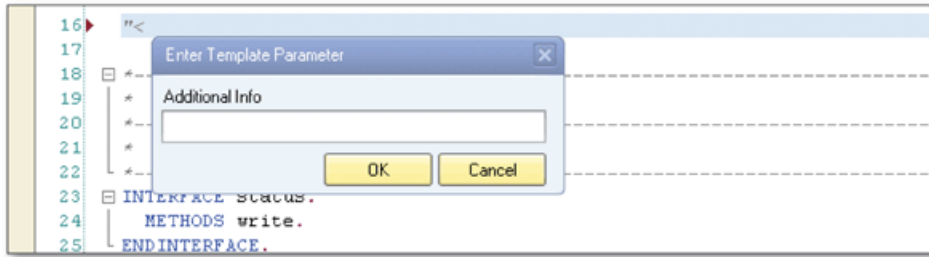 16 "<
17
Enter Template Parameter
18 *--------------------------------
19 * Additional Info
20 *--------------------------------
21 *
OK Cancel
22 *--------------------------------
23 INTERFACE status.
24 METHODS write.
25 ENDINTERFACE.